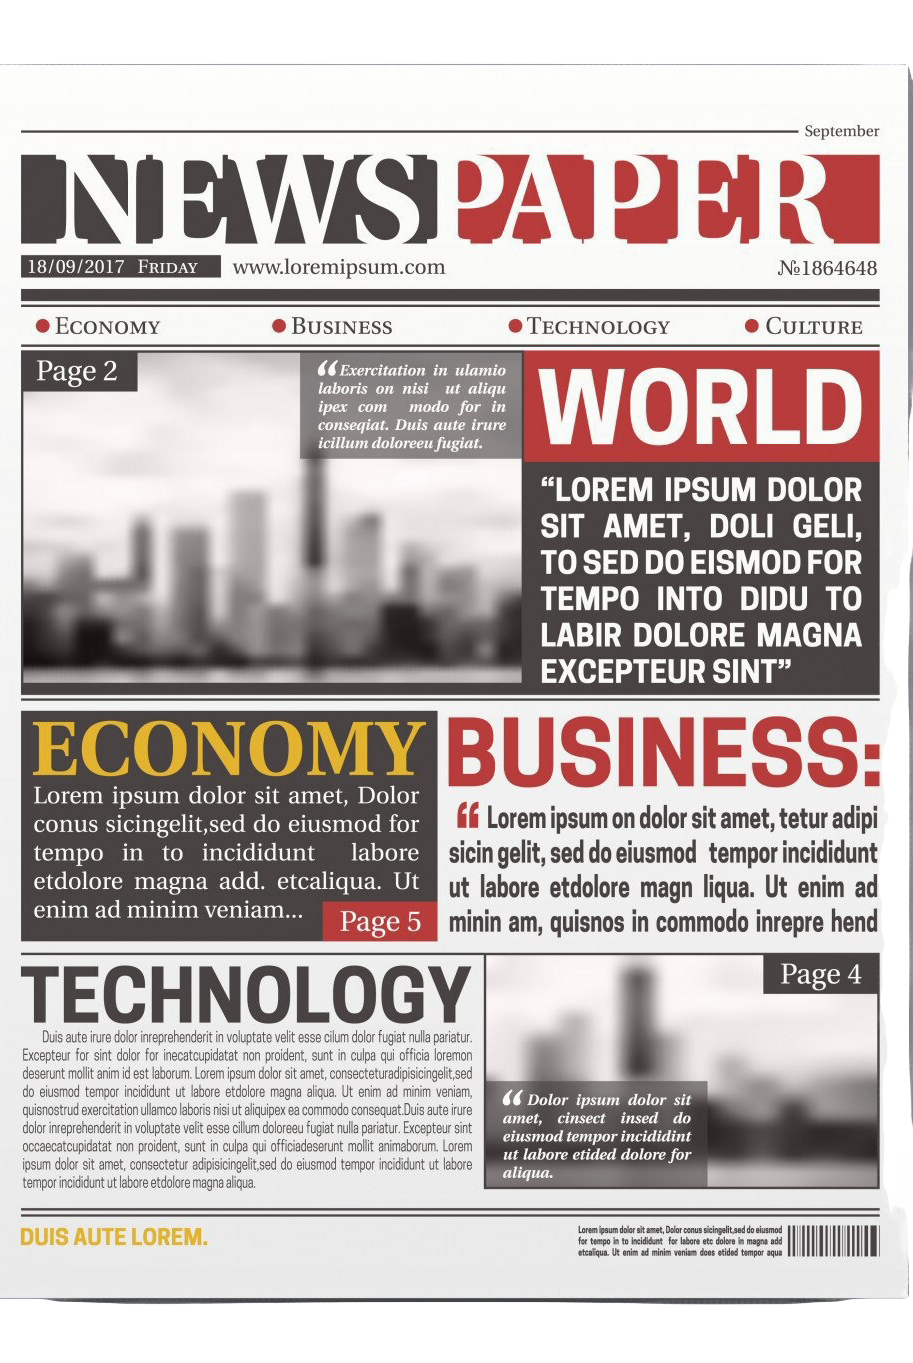 September
NEWSPAPER
18/09/2017 FRIDAY www.loremipsum.com №1864648
ECONOMY BUSINESS TECHNOLOGY CULTURE
Page 2
“Exercitation in ulamio
laboris on nisi ut aliqu
ipex com modo for in
conseqiat. Duis aute irure
icillum doloreeu fugiat.
WORLD
“LOREM IPSUM DOLOR
SIT AMET, DOLI GELI,
TO SED DO EISMOD FOR
TEMPO INTO DIDU TO
LABIR DOLORE MAGNA
EXCEPTEUR SINT”
ECONOMY
Lorem ipsum dolor sit amet, Dolor
conus sicingelit,sed do eiusmod for
tempo in to incididunt labore
etdolore magna add. etcaliqua. Ut
enim ad minim veniam...
Page 5
BUSINESS:
“ Lorem ipsum on dolor sit amet, tetur adipi
sicin gelit, sed do eiusmod tempor incididunt
ut labore etdolore magn liqua. Ut enim ad
minin am, quisnos in commodo inrepre hend
TECHNOLOGY
Duis aute irure dolor inreprehenderit in voluptate velit esse cilum dolor fugiat nulla pariatur.
Excepteur for sint dolor for inecatcupidatat non proident, sunt in culpa qui officia loremon
deserunt mollit anim id est laborum. Lorem ipsum dolor sit amet, consecteturadipisicingelit,sed
do eiusmod tempor incididunt ut labore etdolore magna aliqua. Ut enim ad minim veniam,
quisnostrud exercitation ullamco laboris nisi ut aliquipex ea commodo consequat.Duis aute irure
dolor inreprehenderit in voluptate velit esse cillum doloreeu fugiat nulla pariatur. Excepteur sint
occaecatcupidatat non proident, sunt in culpa qui officiadeserunt mollit animaborum. Lorem
ipsum dolor sit amet, consectetur adipisicingelit,sed do eiusmod tempor incididunt ut labore
tempor incididunt ut labore etdolore magna aliqua.
Page 4
“ Dolor ipsum dolor sit
amet, cinsect insed do
eiusmod tempor incididint
ut labore etided dolore for
aliqua.
DUIS AUTE LOREM.
Lorem ipsum dolor sit amet, Dolor conus sicingelit,sed do eiusmod
for tempo in to incididunt for labore etc dolore in magna add
etcaliqua. Ut enim ad minim veniam does etided tempor aqua